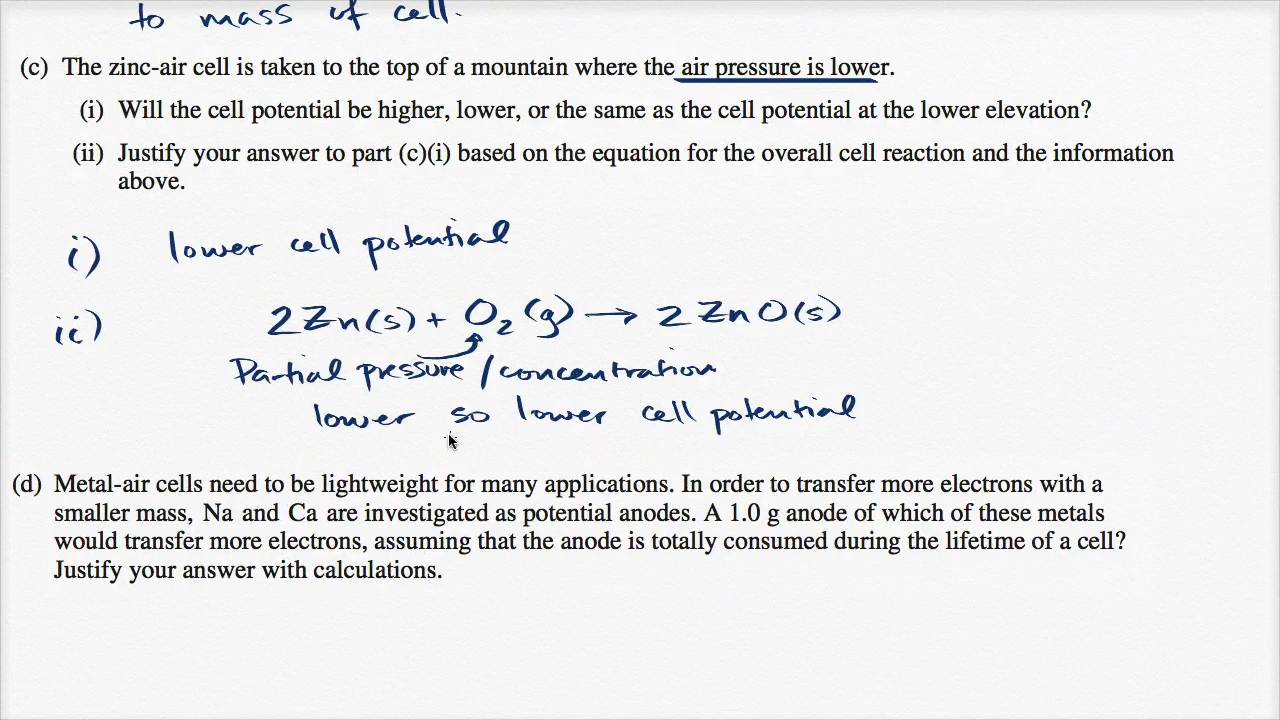 to mass of cell.
(c) The zinc-air cell is taken to the top of a mountain where the air pressure is lower.
(i) Will the cell potential be higher, lower, or the same as the cell potential at the lower elevation?
(ii) Justify your answer to part (c)(i) based on the equation for the overall cell reaction and the information
above.
i) lower cell potential
ii) 2Zn(s) + O₂(g) → 2ZnO(s)
Partial pressure / concentration
lower so lower cell potential
(d) Metal-air cells need to be lightweight for many applications. In order to transfer more electrons with a
smaller mass, Na and Ca are investigated as potential anodes. A 1.0 g anode of which of these metals
would transfer more electrons, assuming that the anode is totally consumed during the lifetime of a cell?
Justify your answer with calculations.